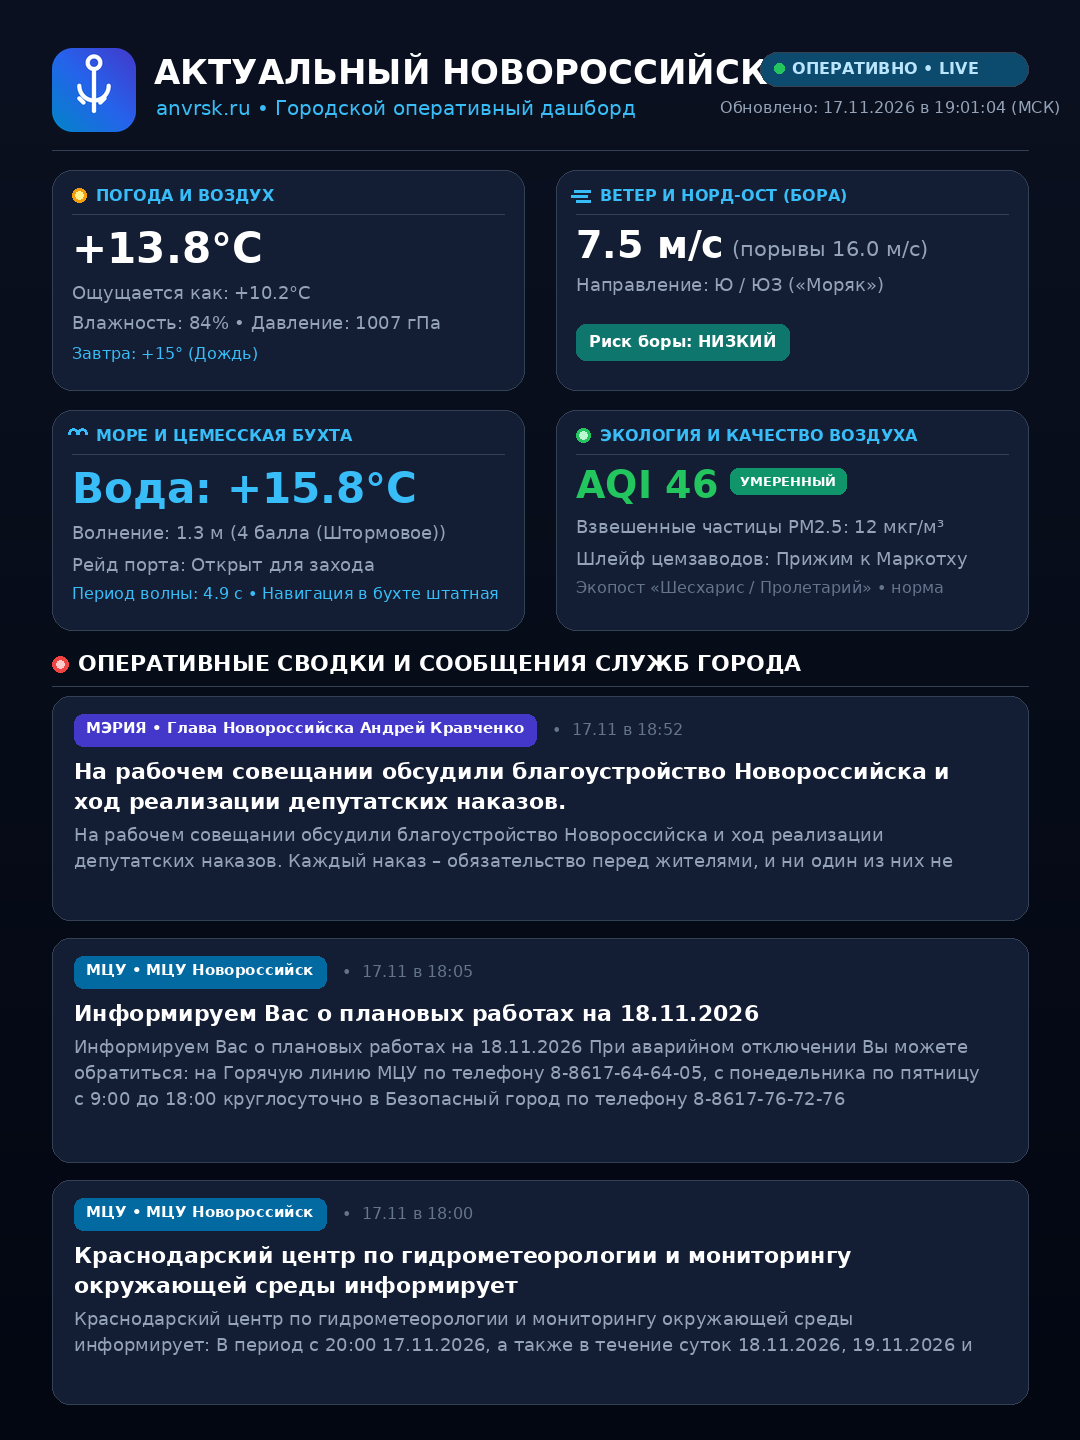 АКТУАЛЬНЫЙ НОВОРОССИЙСК
ОПЕРАТИВНО • LIVE
anvrsk.ru • Городской оперативный дашборд
Обновлено: 17.11.2026 в 19:01:04 (МСК)
ПОГОДА И ВОЗДУХ
+13.8°C
Ощущается как: +10.2°C
Влажность: 84% • Давление: 1007 гПа
Завтра: +15° (Дождь)
ВЕТЕР И НОРД-ОСТ (БОРА)
7.5 м/с (порывы 16.0 м/с)
Направление: Ю / ЮЗ («Моряк»)
Риск боры: НИЗКИЙ
МОРЕ И ЦЕМЕССКАЯ БУХТА
Вода: +15.8°C
Волнение: 1.3 м (4 балла (Штормовое))
Рейд порта: Открыт для захода
Период волны: 4.9 с • Навигация в бухте штатная
ЭКОЛОГИЯ И КАЧЕСТВО ВОЗДУХА
AQI 46 УМЕРЕННЫЙ
Взвешенные частицы PM2.5: 12 мкг/м³
Шлейф цемзаводов: Прижим к Маркотху
Экопост «Шесхарис / Пролетарий» • норма
ОПЕРАТИВНЫЕ СВОДКИ И СООБЩЕНИЯ СЛУЖБ ГОРОДА
МЭРИЯ • Глава Новороссийска Андрей Кравченко • 17.11 в 18:52
На рабочем совещании обсудили благоустройство Новороссийска и
ход реализации депутатских наказов.
На рабочем совещании обсудили благоустройство Новороссийска и ход реализации
депутатских наказов. Каждый наказ – обязательство перед жителями, и ни один из них не
МЦУ • МЦУ Новороссийск • 17.11 в 18:05
Информируем Вас о плановых работах на 18.11.2026
Информируем Вас о плановых работах на 18.11.2026 При аварийном отключении Вы можете
обратиться: на Горячую линию МЦУ по телефону 8-8617-64-64-05, с понедельника по пятницу
с 9:00 до 18:00 круглосуточно в Безопасный город по телефону 8-8617-76-72-76
МЦУ • МЦУ Новороссийск • 17.11 в 18:00
Краснодарский центр по гидрометеорологии и мониторингу
окружающей среды информирует
Краснодарский центр по гидрометеорологии и мониторингу окружающей среды
информирует: В период с 20:00 17.11.2026, а также в течение суток 18.11.2026, 19.11.2026 и